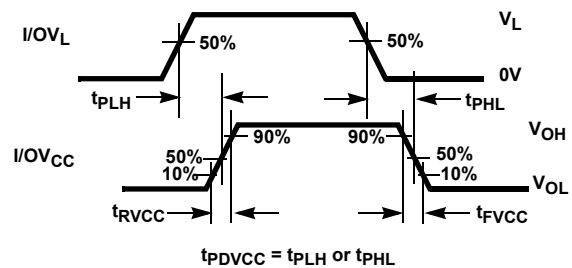 I/OVL 50% 50% VL
0V
tPLH tPHL
I/OVCC 90% 90% VOH
50% 50%
10% 10%
VOL
tRVCC tFVCC
tPDVCC = tPLH or tPHL